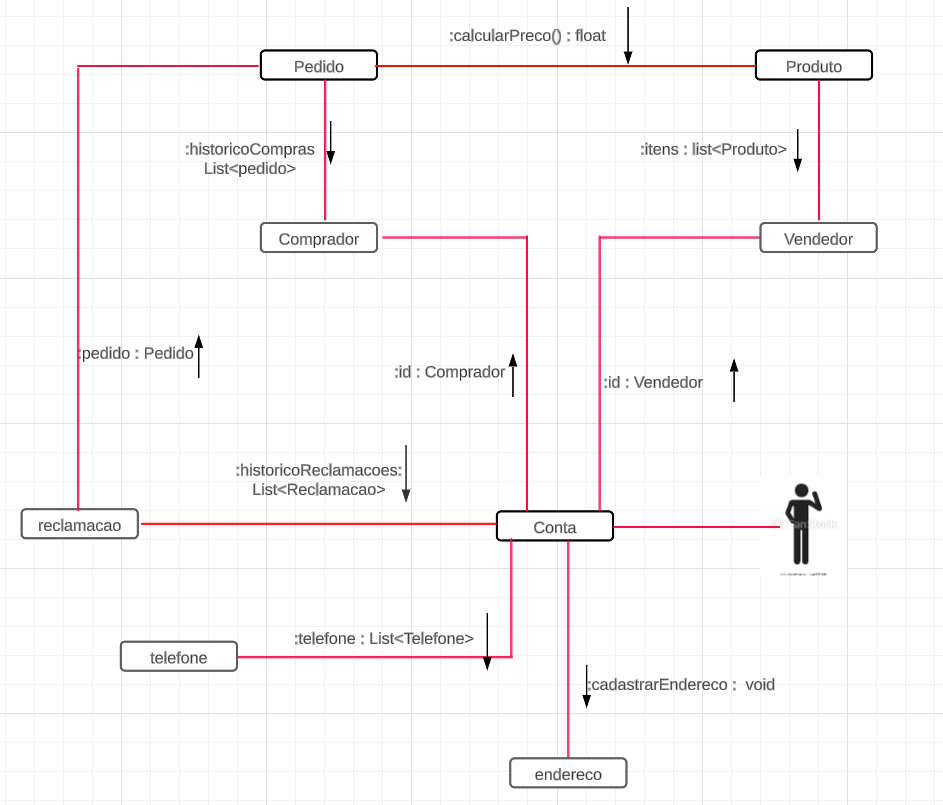 :calcularPreco() : float
Pedido
Produto
:historicoCompras
List<pedido>
:itens : list<Produto>
Comprador
Vendedor
:pedido : Pedido
:id : Comprador
:id : Vendedor
:historicoReclamacoes:
List<Reclamacao>
reclamacao
Conta
:telefone : List<Telefone>
telefone
:cadastrarEndereco : void
endereco